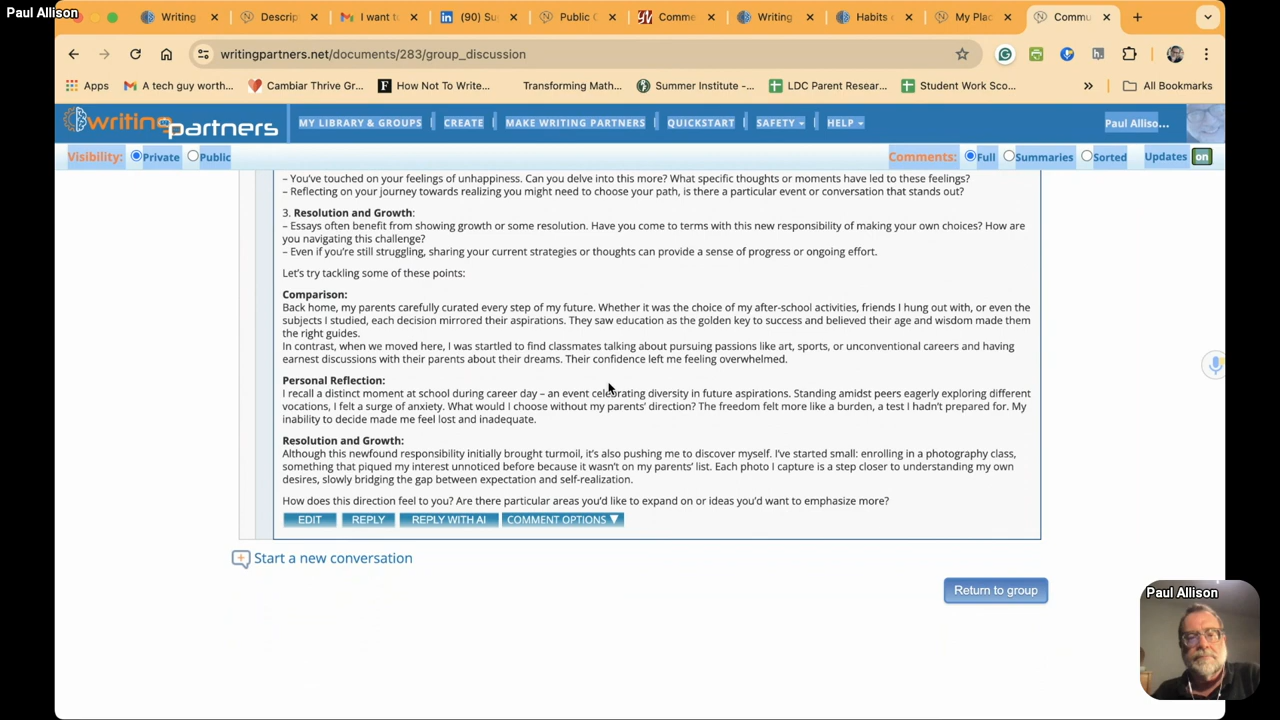 Paul Allison
Writing
Descrip
I want to
(90) Su
Public C
Comme
Writing
Habits
My Plac
Commu
writingpartners.net/documents/283/group_discussion
Apps
A tech guy worth...
Cambiar Thrive Gr...
How Not To Write...
Transforming Math...
Summer Institute -...
LDC Parent Resear...
Student Work Sco...
»
All Bookmarks
writingpartners
MY LIBRARY & GROUPS
CREATE
MAKE WRITING PARTNERS
QUICKSTART
SAFETY
HELP
Paul Alliso...
Visibility: Private Public
Comments: Full Summaries Sorted Updates on
– You’ve touched on your feelings of unhappiness. Can you delve into this more? What specific thoughts or moments have led to these feelings?
– Reflecting on your journey towards realizing you might need to choose your path, is there a particular event or conversation that stands out?
3. Resolution and Growth:
– Essays often benefit from showing growth or some resolution. Have you come to terms with this new responsibility of making your own choices? How are
you navigating this challenge?
– Even if you’re still struggling, sharing your current strategies or thoughts can provide a sense of progress or ongoing effort.
Let’s try tackling some of these points:
Comparison:
Back home, my parents carefully curated every step of my future. Whether it was the choice of my after-school activities, friends I hung out with, or even the
subjects I studied, each decision mirrored their aspirations. They saw education as the golden key to success and believed their age and wisdom made them
the right guides.
In contrast, when we moved here, I was startled to find classmates talking about pursuing passions like art, sports, or unconventional careers and having
earnest discussions with their parents about their dreams. Their confidence left me feeling overwhelmed.
Personal Reflection:
I recall a distinct moment at school during career day – an event celebrating diversity in future aspirations. Standing amidst peers eagerly exploring different
vocations, I felt a surge of anxiety. What would I choose without my parents’ direction? The freedom felt more like a burden, a test I hadn’t prepared for. My
inability to decide made me feel lost and inadequate.
Resolution and Growth:
Although this newfound responsibility initially brought turmoil, it’s also pushing me to discover myself. I’ve started small: enrolling in a photography class,
something that piqued my interest unnoticed before because it wasn’t on my parents’ list. Each photo I capture is a step closer to understanding my own
desires, slowly bridging the gap between expectation and self-realization.
How does this direction feel to you? Are there particular areas you’d like to expand on or ideas you’d want to emphasize more?
EDIT
REPLY
REPLY WITH AI
COMMENT OPTIONS ▼
Start a new conversation
Return to group
Paul Allison